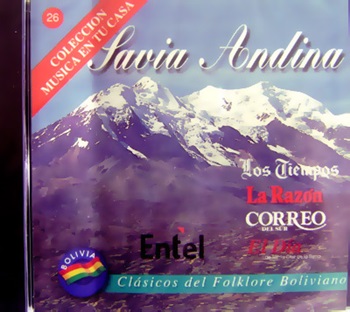 26
COLECCION
MUSICA EN TU CASA
Savia Andina
Los Tiempos
La Razón
CORREO
DEL SUR
El Día
Entel
BOLIVIA
Clásicos del Folklore Boliviano